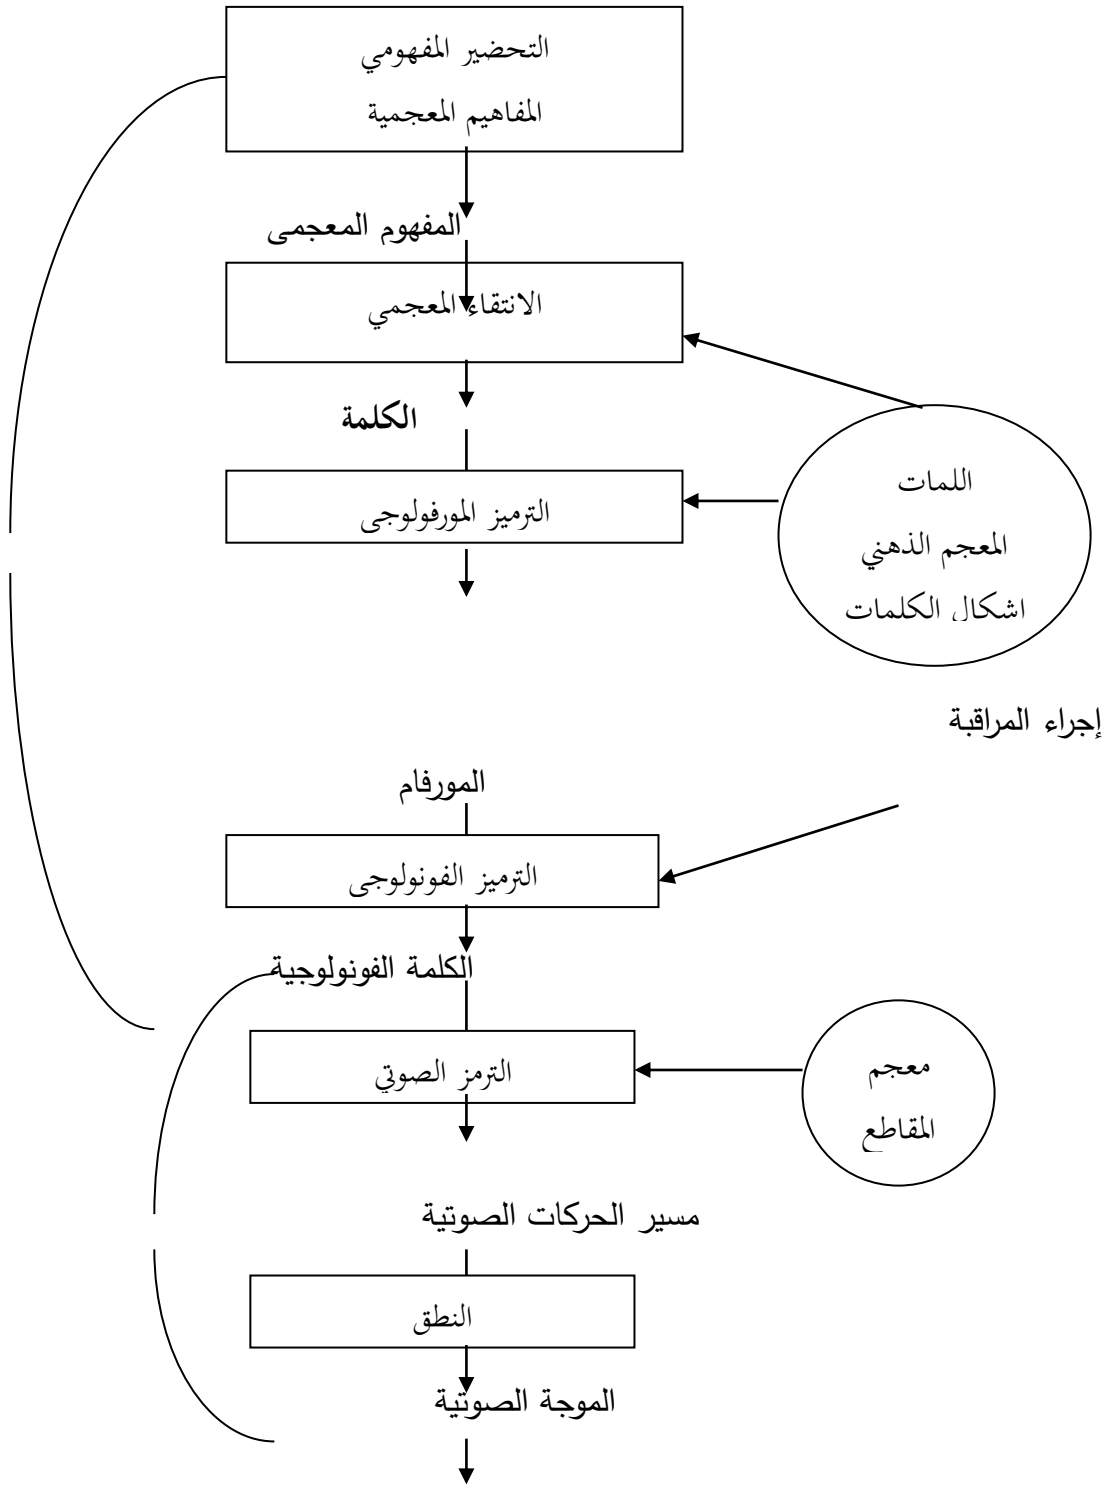 التحضير المفهومي
المفاهيم المعجمية
المفهوم المعجمى
الانتقاء المعجمي
الكلمة
الترميز المورفولوجى
اللمات
المعجم الذهني
اشكال الكلمات
إجراء المراقبة
المورفام
الترميز الفونولوجى
الكلمة الفونولوجية
الترمز الصوتي
معجم
المقاطع
مسير الحركات الصوتية
النطق
الموجة الصوتية